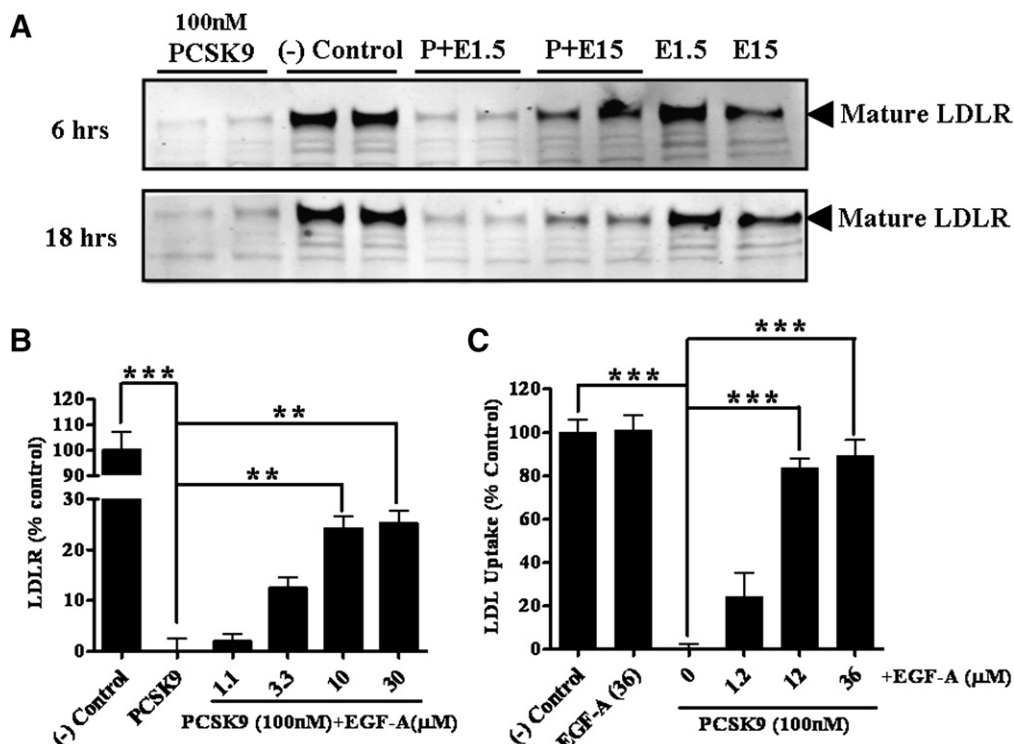 A
100nM
PCSK9 (-) Control P+E1.5 P+E15 E1.5 E15
6 hrs
Mature LDLR
18 hrs
Mature LDLR
B
LDLR (% control)
120
110
100
90
30
20
10
0
***
**
**
(-) Control
PCSK9
1.1
3.3
10
30
PCSK9 (100nM)+EGF-A(μM)
C
LDL Uptake (% Control)
120
100
80
60
40
20
0
***
***
***
(-) Control
EGF-A (36)
0
1.2
12
36
+EGF-A (μM)
PCSK9 (100nM)